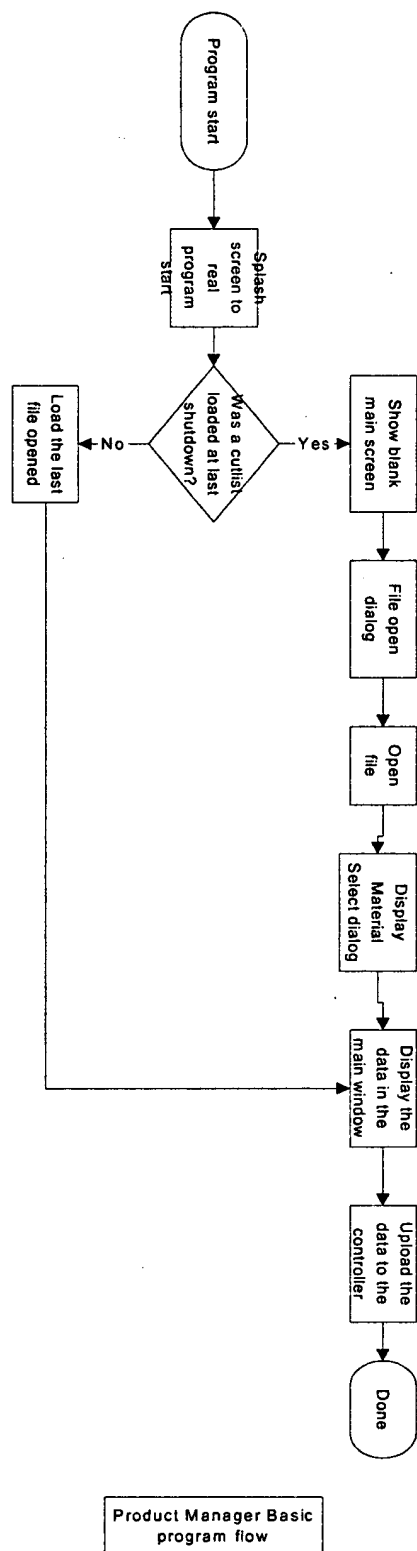 Program start
Splash
screen to
real
program
start
Was a cutlist
loaded at last
shutdown?
Yes
No
Show blank
main screen
File open
dialog
Open
file
Display
Material
Select dialog
Load the last
file opened
Display the
data in the
main window
Upload the
data to the
controller
Done
Product Manager Basic
program flow